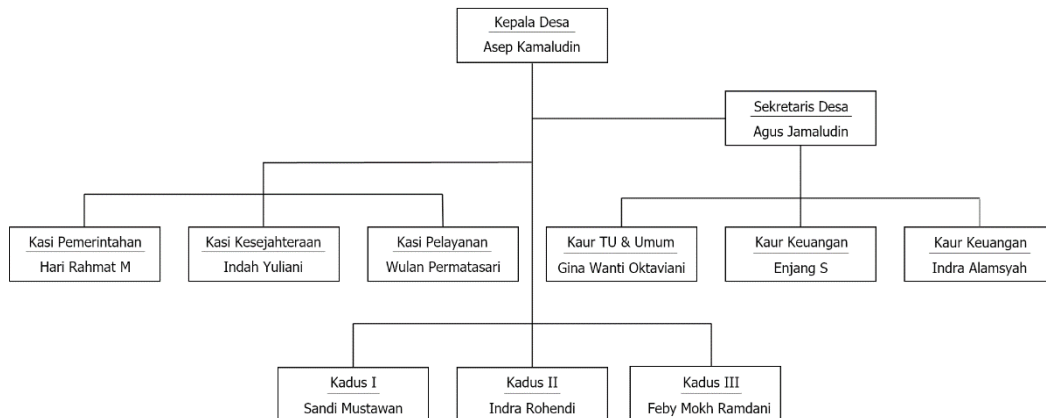 Kepala Desa
Asep Kamaludin
Sekretaris Desa
Agus Jamaludin
Kasi Pemerintahan
Hari Rahmat M
Kasi Kesejahteraan
Indah Yuliani
Kasi Pelayanan
Wulan Permatasari
Kaur TU & Umum
Gina Wanti Oktaviani
Kaur Keuangan
Enjang S
Kaur Keuangan
Indra Alamsyah
Kadus I
Sandi Mustawan
Kadus II
Indra Rohendi
Kadus III
Feby Mokh Ramdani